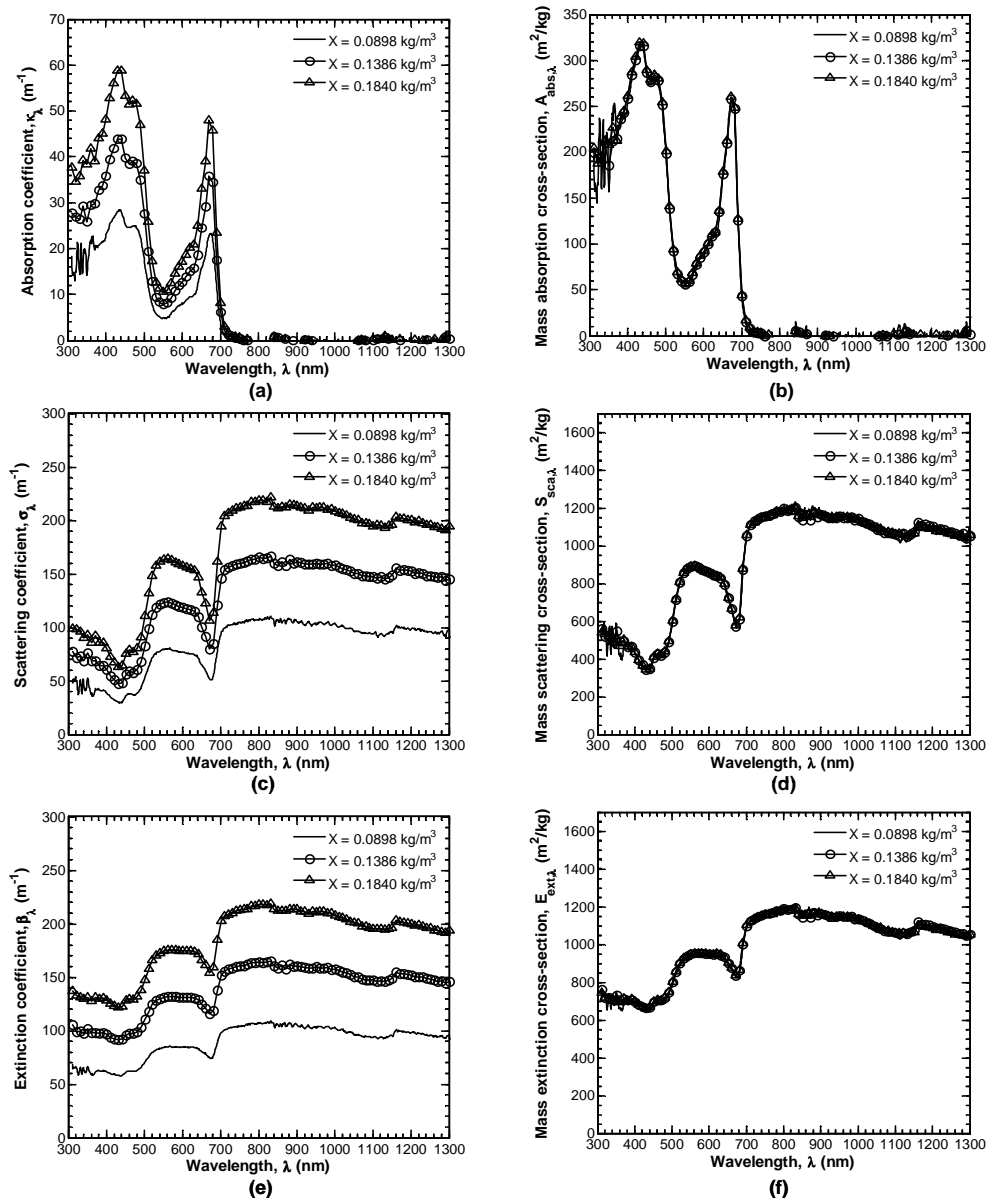 Absorption coefficient, κλ (m-1)
70
60
50
40
30
20
10
0
X = 0.0898 kg/m3
X = 0.1386 kg/m3
X = 0.1840 kg/m3
300 400 500 600 700 800 900 1000 1100 1200 1300
Wavelength, λ (nm)
(a)
Mass absorption cross-section, Aabs,λ (m2/kg)
350
300
250
200
150
100
50
0
X = 0.0898 kg/m3
X = 0.1386 kg/m3
X = 0.1840 kg/m3
300 400 500 600 700 800 900 1000 1100 1200 1300
Wavelength, λ (nm)
(b)
Scattering coefficient, σλ (m-1)
300
250
200
150
100
50
0
X = 0.0898 kg/m3
X = 0.1386 kg/m3
X = 0.1840 kg/m3
300 400 500 600 700 800 900 1000 1100 1200 1300
Wavelength, λ (nm)
(c)
Mass scattering cross-section, Ssca,λ (m2/kg)
1600
1400
1200
1000
800
600
400
200
0
X = 0.0898 kg/m3
X = 0.1386 kg/m3
X = 0.1840 kg/m3
300 400 500 600 700 800 900 1000 1100 1200 1300
Wavelength, λ (nm)
(d)
Extinction coefficient, βλ (m-1)
300
250
200
150
100
50
0
X = 0.0898 kg/m3
X = 0.1386 kg/m3
X = 0.1840 kg/m3
300 400 500 600 700 800 900 1000 1100 1200 1300
Wavelength, λ (nm)
(e)
Mass extinction cross-section, Eext,λ (m2/kg)
1600
1400
1200
1000
800
600
400
200
0
X = 0.0898 kg/m3
X = 0.1386 kg/m3
X = 0.1840 kg/m3
300 400 500 600 700 800 900 1000 1100 1200 1300
Wavelength, λ (nm)
(f)